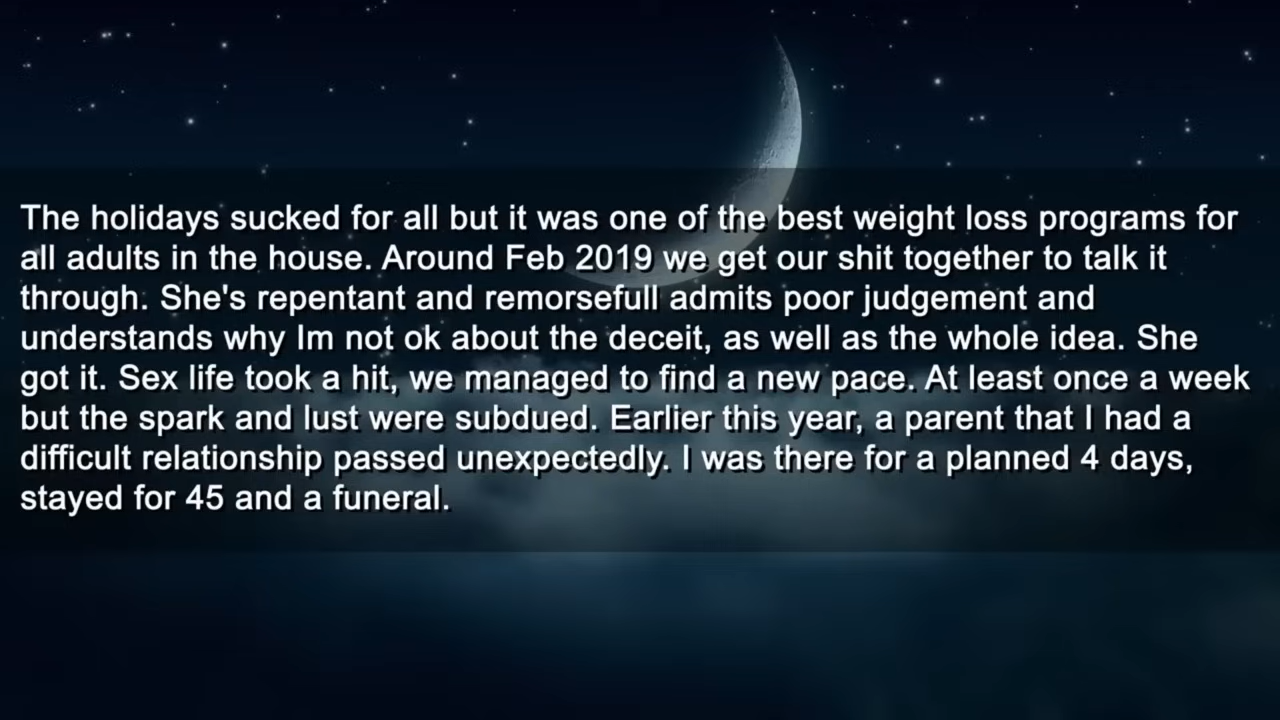 The holidays sucked for all but it was one of the best weight loss programs for
all adults in the house. Around Feb 2019 we get our shit together to talk it
through. She's repentant and remorsefull admits poor judgement and
understands why Im not ok about the deceit, as well as the whole idea. She
got it. Sex life took a hit, we managed to find a new pace. At least once a week
but the spark and lust were subdued. Earlier this year, a parent that I had a
difficult relationship passed unexpectedly. I was there for a planned 4 days,
stayed for 45 and a funeral.